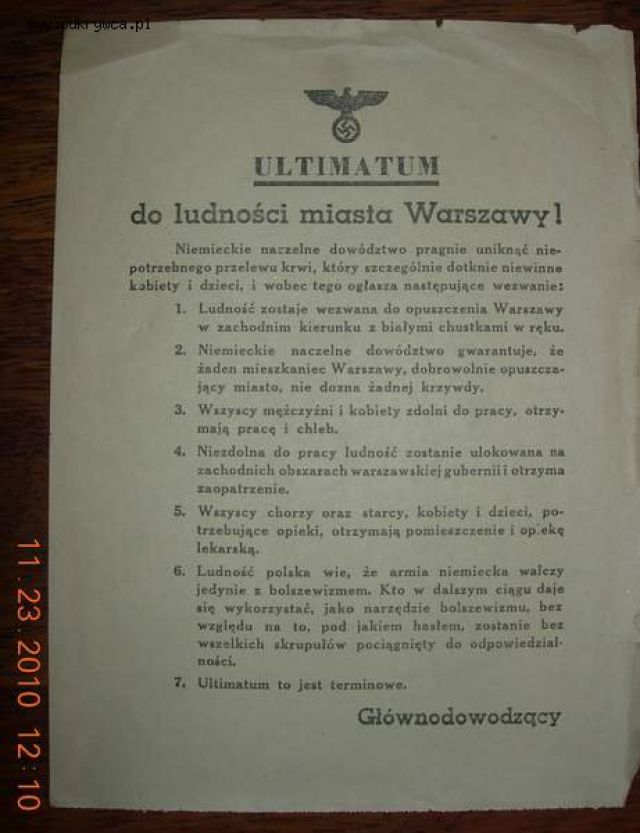 www.odkrywca.pl
ULTIMATUM
do ludności miasta Warszawy!
Niemieckie naczelne dowództwo pragnie uniknąć nie-
potrzebnego przelewu krwi, który szczególnie dotknie niewinne
kobiety i dzieci, i wobec tego ogłasza następujące wezwanie:
1. Ludność zostaje wezwana do opuszczenia Warszawy
w zachodnim kierunku z białymi chustkami w ręku.
2. Niemieckie naczelne dowództwo gwarantuje, że
żaden mieszkaniec Warszawy, dobrowolnie opuszcza-
jący miasto, nie dozna żadnej krzywdy.
3. Wszyscy mężczyźni i kobiety zdolni do pracy, otrzy-
mają pracę i chleb.
4. Niezdolna do pracy ludność zostanie ulokowana na
zachodnich obszarach warszawskiej gubernii i otrzyma
zaopatrzenie.
5. Wszyscy chorzy oraz starcy, kobiety i dzieci, po-
trzebujące opieki, otrzymają pomieszczenie i opiekę
lekarską.
6. Ludność polska wie, że armia niemiecka walczy
jedynie z bolszewizmem. Kto w dalszym ciągu daje
się wykorzystać, jako narzędzie bolszewizmu, bez
względu na to, pod jakiem hasłem, zostanie bez
wszelkich skrupułów pociągnięty do odpowiedzial-
ności.
7. Ultimatum to jest terminowe.
Głównodowodzący
11.23.2010 12:10